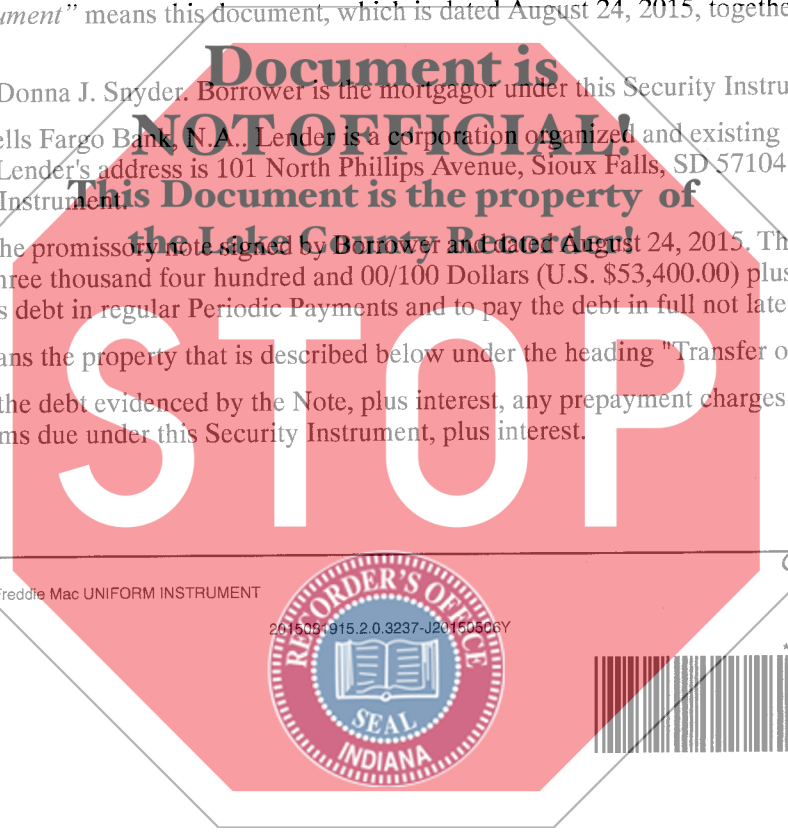 ument" means this document, which is dated August 24, 2015, togethe
Document is
Donna J. Snyder. Borrower is the mortgagor under this Security Instru
NOT OFFICIAL!
ells Fargo Bank, N.A.. Lender is a corporation organized and existing
Lender's address is 101 North Phillips Avenue, Sioux Falls, SD 57104
This Document is the property of
Instrument.
the Lake County Recorder!
he promissory note signed by Borrower and dated August 24, 2015. Th
hree thousand four hundred and 00/100 Dollars (U.S. $53,400.00) plus
s debt in regular Periodic Payments and to pay the debt in full not late
ans the property that is described below under the heading "Transfer o
the debt evidenced by the Note, plus interest, any prepayment charges
ms due under this Security Instrument, plus interest.
STOP
Freddie Mac UNIFORM INSTRUMENT
2015081915.2.0.3237-J20150506Y
RECORDER'S OFFICE
SEAL
INDIANA